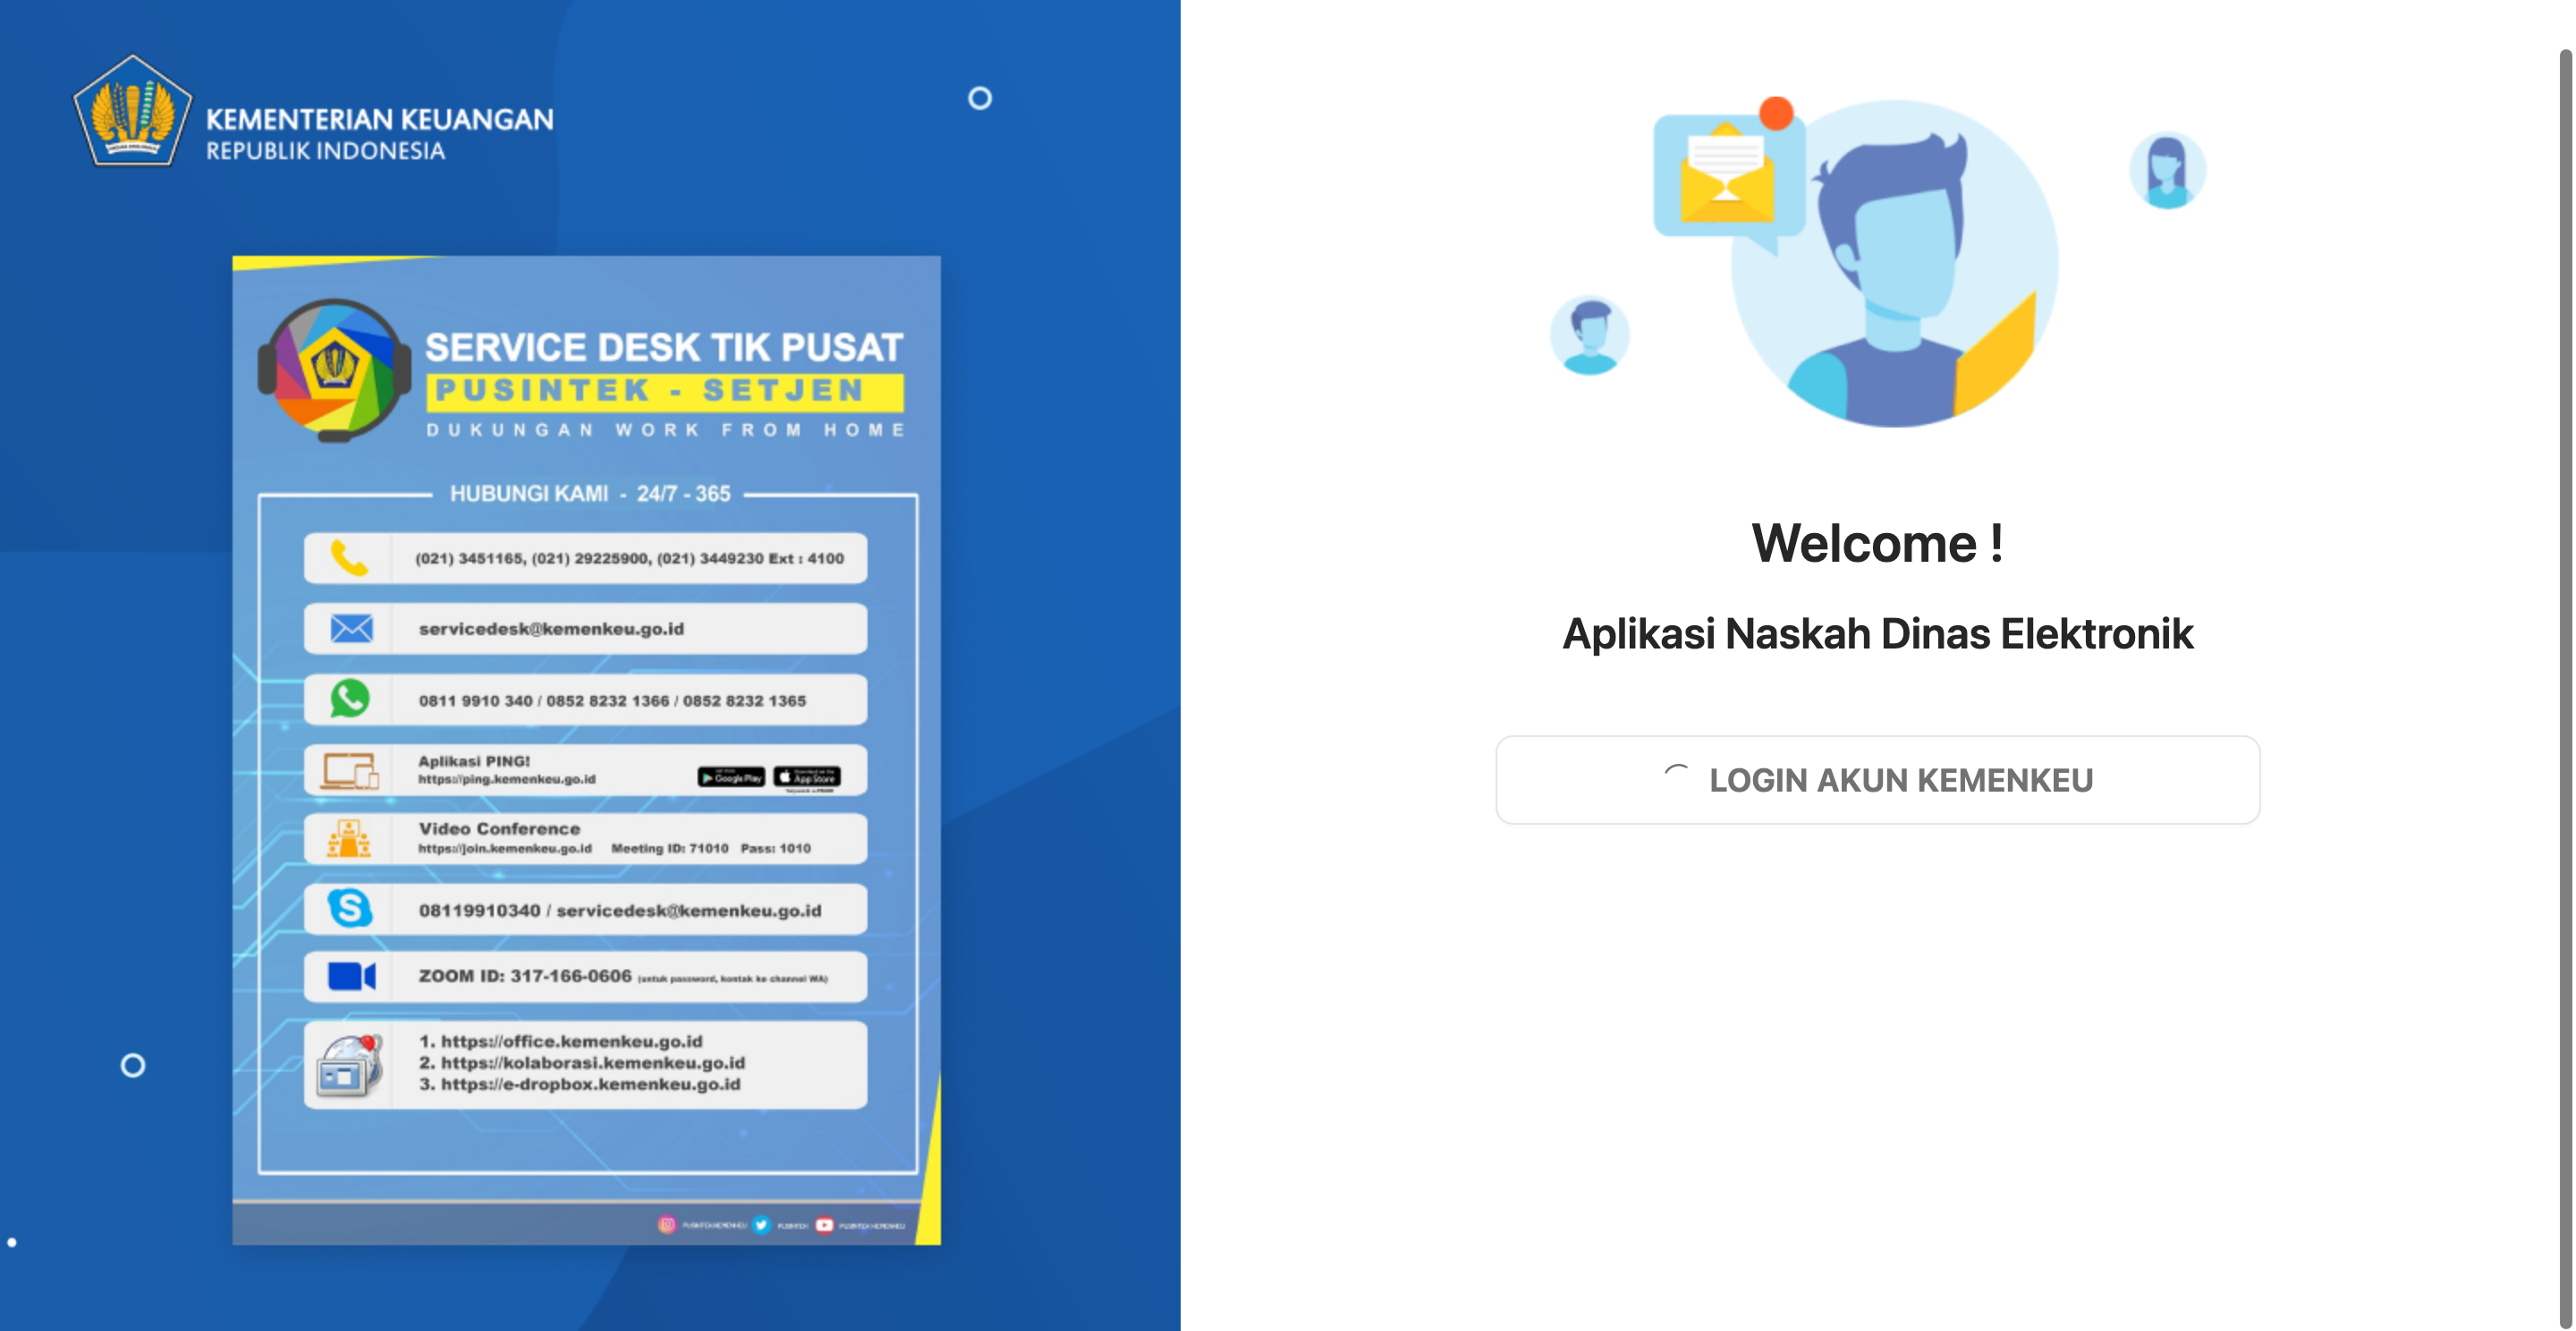 KEMENTERIAN KEUANGAN
REPUBLIK INDONESIA
SERVICE DESK TIK PUSAT
PUSINTEK - SETJEN
DUKUNGAN WORK FROM HOME
HUBUNGI KAMI - 24/7 - 365
(021) 3451165, (021) 29225900, (021) 3449230 Ext : 4100
servicedesk@kemenkeu.go.id
0811 9910 340 / 0852 8232 1366 / 0852 8232 1365
Aplikasi PING!
https://ping.kemenkeu.go.id
Google Play App Store
Video Conference
https://join.kemenkeu.go.id Meeting ID: 71010 Pass: 1010
08119910340 / servicedesk@kemenkeu.go.id
ZOOM ID: 317-166-0606 (untuk password, kontak ke channel WA)
1. https://office.kemenkeu.go.id
2. https://kolaborasi.kemenkeu.go.id
3. https://e-dropbox.kemenkeu.go.id
PUSINTEK KEMENKEU PUSINTEK PUSINTEK KEMENKEU
Welcome !
Aplikasi Naskah Dinas Elektronik
LOGIN AKUN KEMENKEU